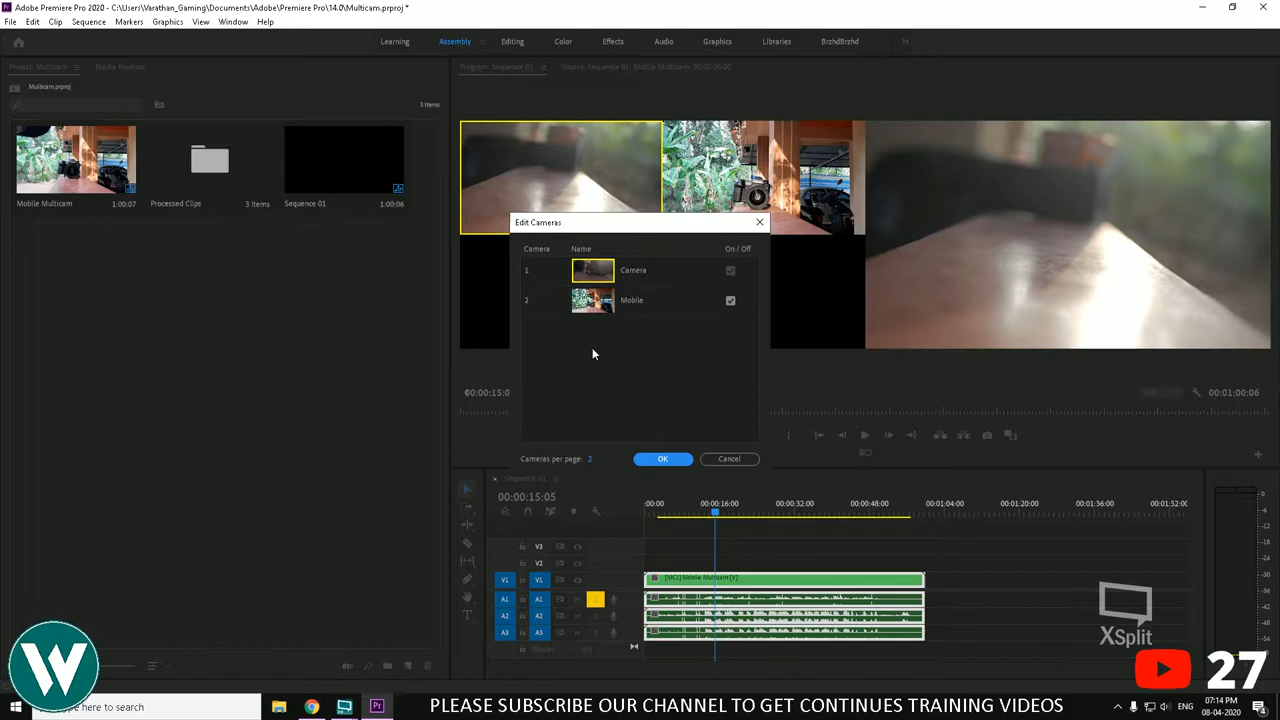 Adobe Premiere Pro 2020 - C:\Users\Varathan_Gaming\Documents\Adobe\Premiere Pro\14.0\Multicam.prproj *
File Edit Clip Sequence Markers Graphics View Window Help
Learning Assembly Editing Color Effects Audio Graphics Libraries BrzhdBrzhd
Project: Multicam Media Browser
Program: Sequence 01 Source: Sequence 01: Mobile Multicam: 00:00:00:00
Multicam.prproj
3 Items
Mobile Multicam 1:00:07
Processed Clips 3 Items
Sequence 01 1:00:06
Edit Cameras
Camera Name On / Off
1 Camera
2 Mobile
Cameras per page: 2 OK Cancel
00:01:00:06
Sequence 01
00:00:15:05
:00:00 00:00:16:00 00:00:32:00 00:00:48:00 00:01:04:00 00:01:20:00 00:01:36:00 00:01:52:00
V3
V2
V1 V1 [MC1] Mobile Multicam [V]
A1 A1 M
A2 A2 M S
A3 A3 M S
Master
XSplit
W
27
here to search
PLEASE SUBSCRIBE OUR CHANNEL TO GET CONTINUES TRAINING VIDEOS
ENG
07:14 PM
08-04-2020